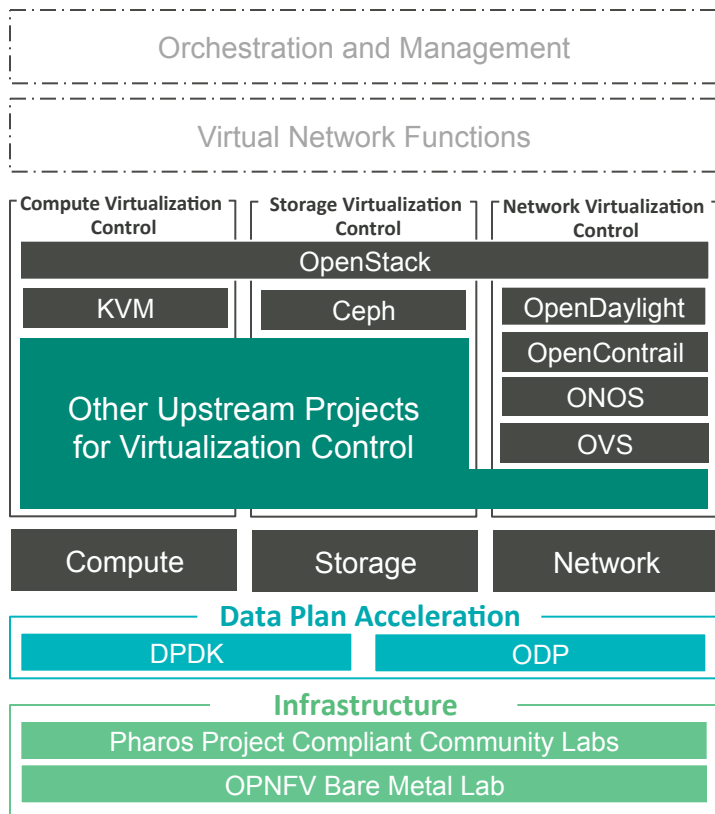 Orchestration and Management
Virtual Network Functions
Compute Virtualization
Control
Storage Virtualization
Control
Network Virtualization
Control
OpenStack
KVM
Ceph
OpenDaylight
OpenContrail
ONOS
OVS
Other Upstream Projects
for Virtualization Control
Compute
Storage
Network
Data Plan Acceleration
DPDK
ODP
Infrastructure
Pharos Project Compliant Community Labs
OPNFV Bare Metal Lab